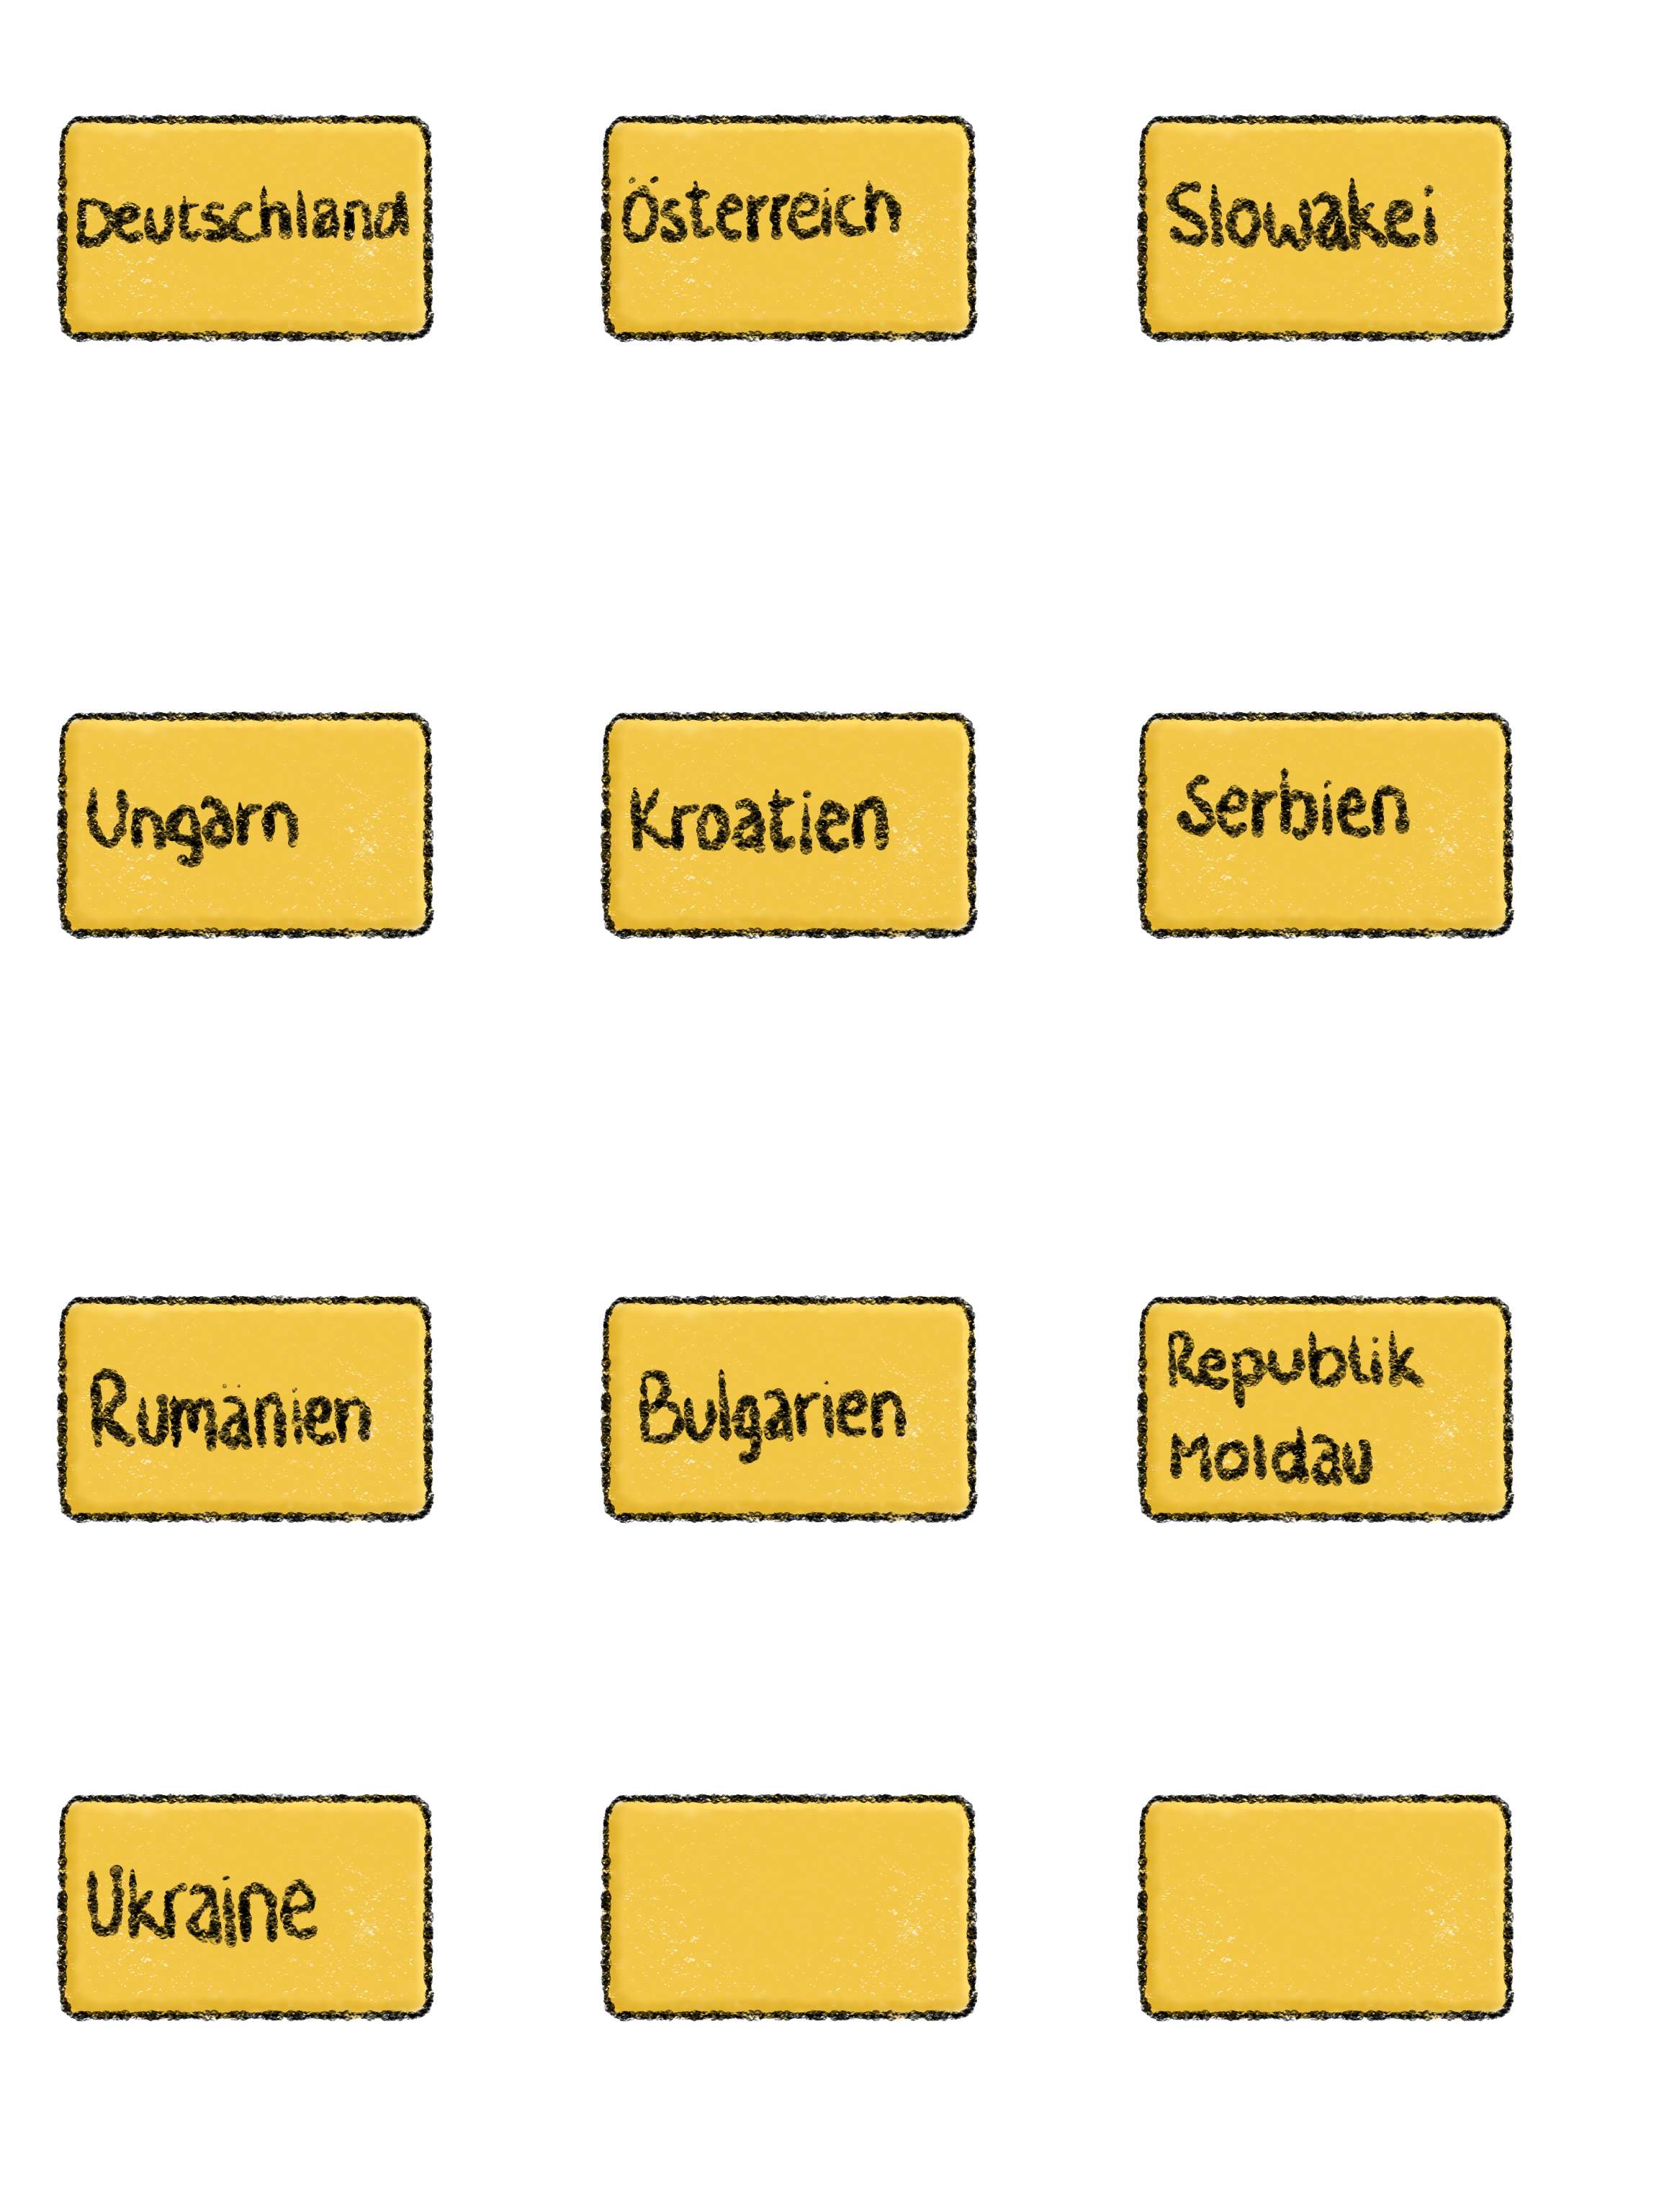 Deutschland
Österreich
Slowakei
Ungarn
Kroatien
Serbien
Rumänien
Bulgarien
Republik
Moldau
Ukraine